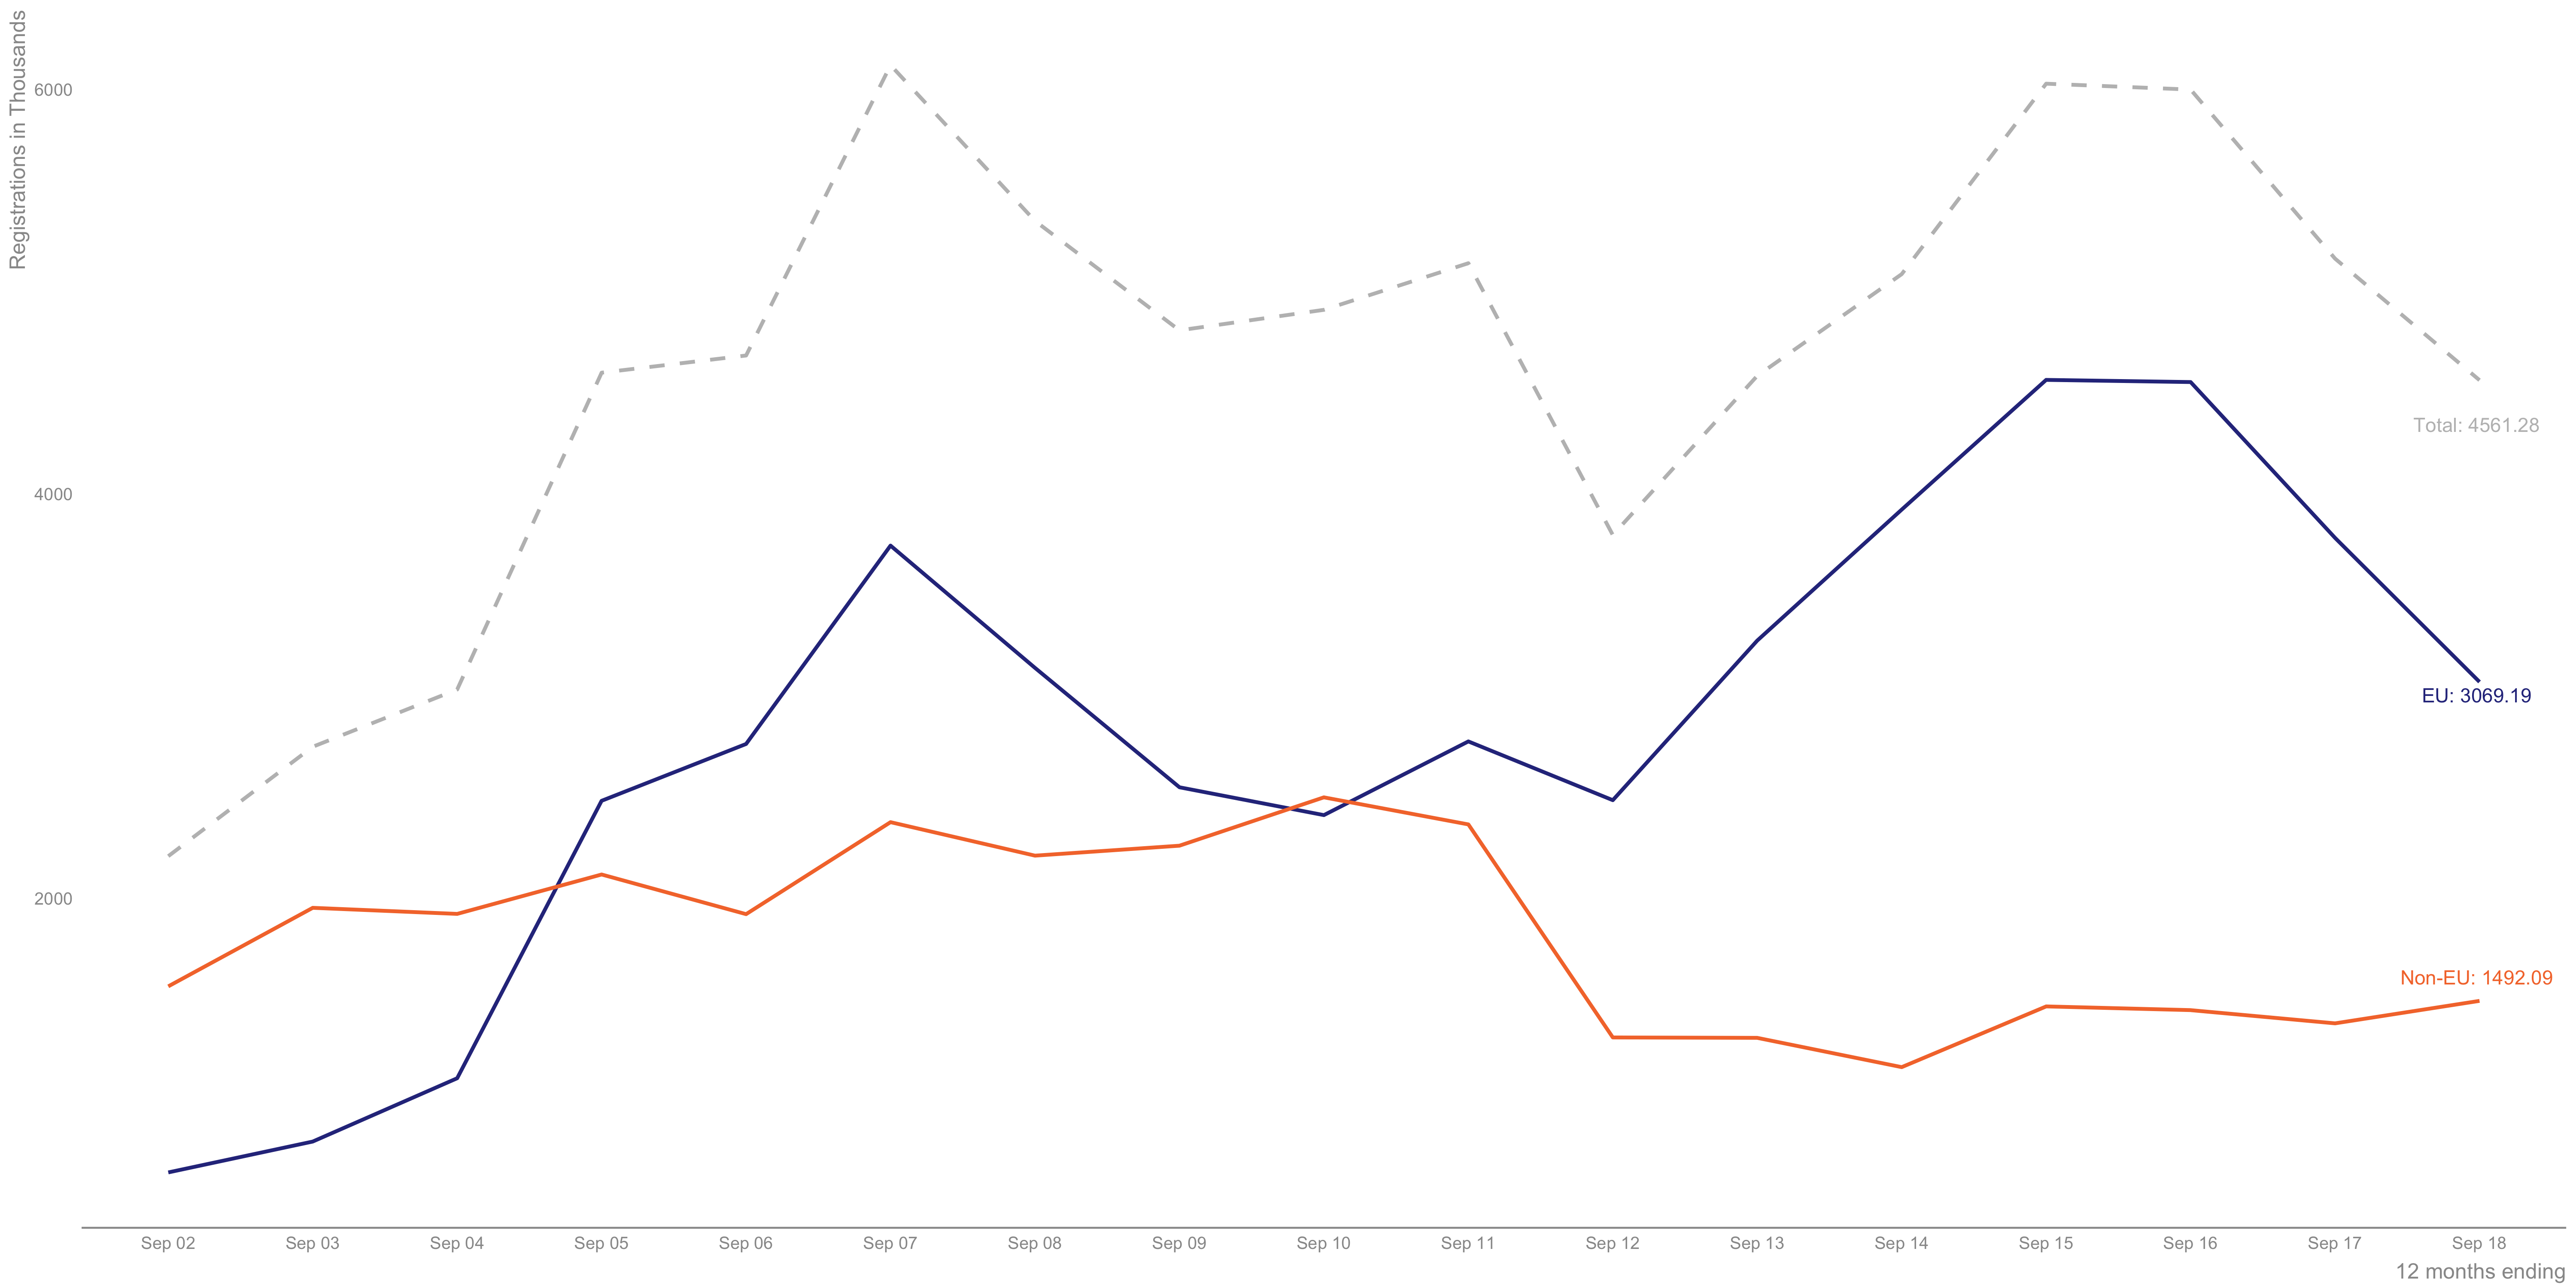 Registrations in Thousands
6000
4000
2000
Total: 4561.28
EU: 3069.19
Non-EU: 1492.09
Sep 02
Sep 03
Sep 04
Sep 05
Sep 06
Sep 07
Sep 08
Sep 09
Sep 10
Sep 11
Sep 12
Sep 13
Sep 14
Sep 15
Sep 16
Sep 17
Sep 18
12 months ending